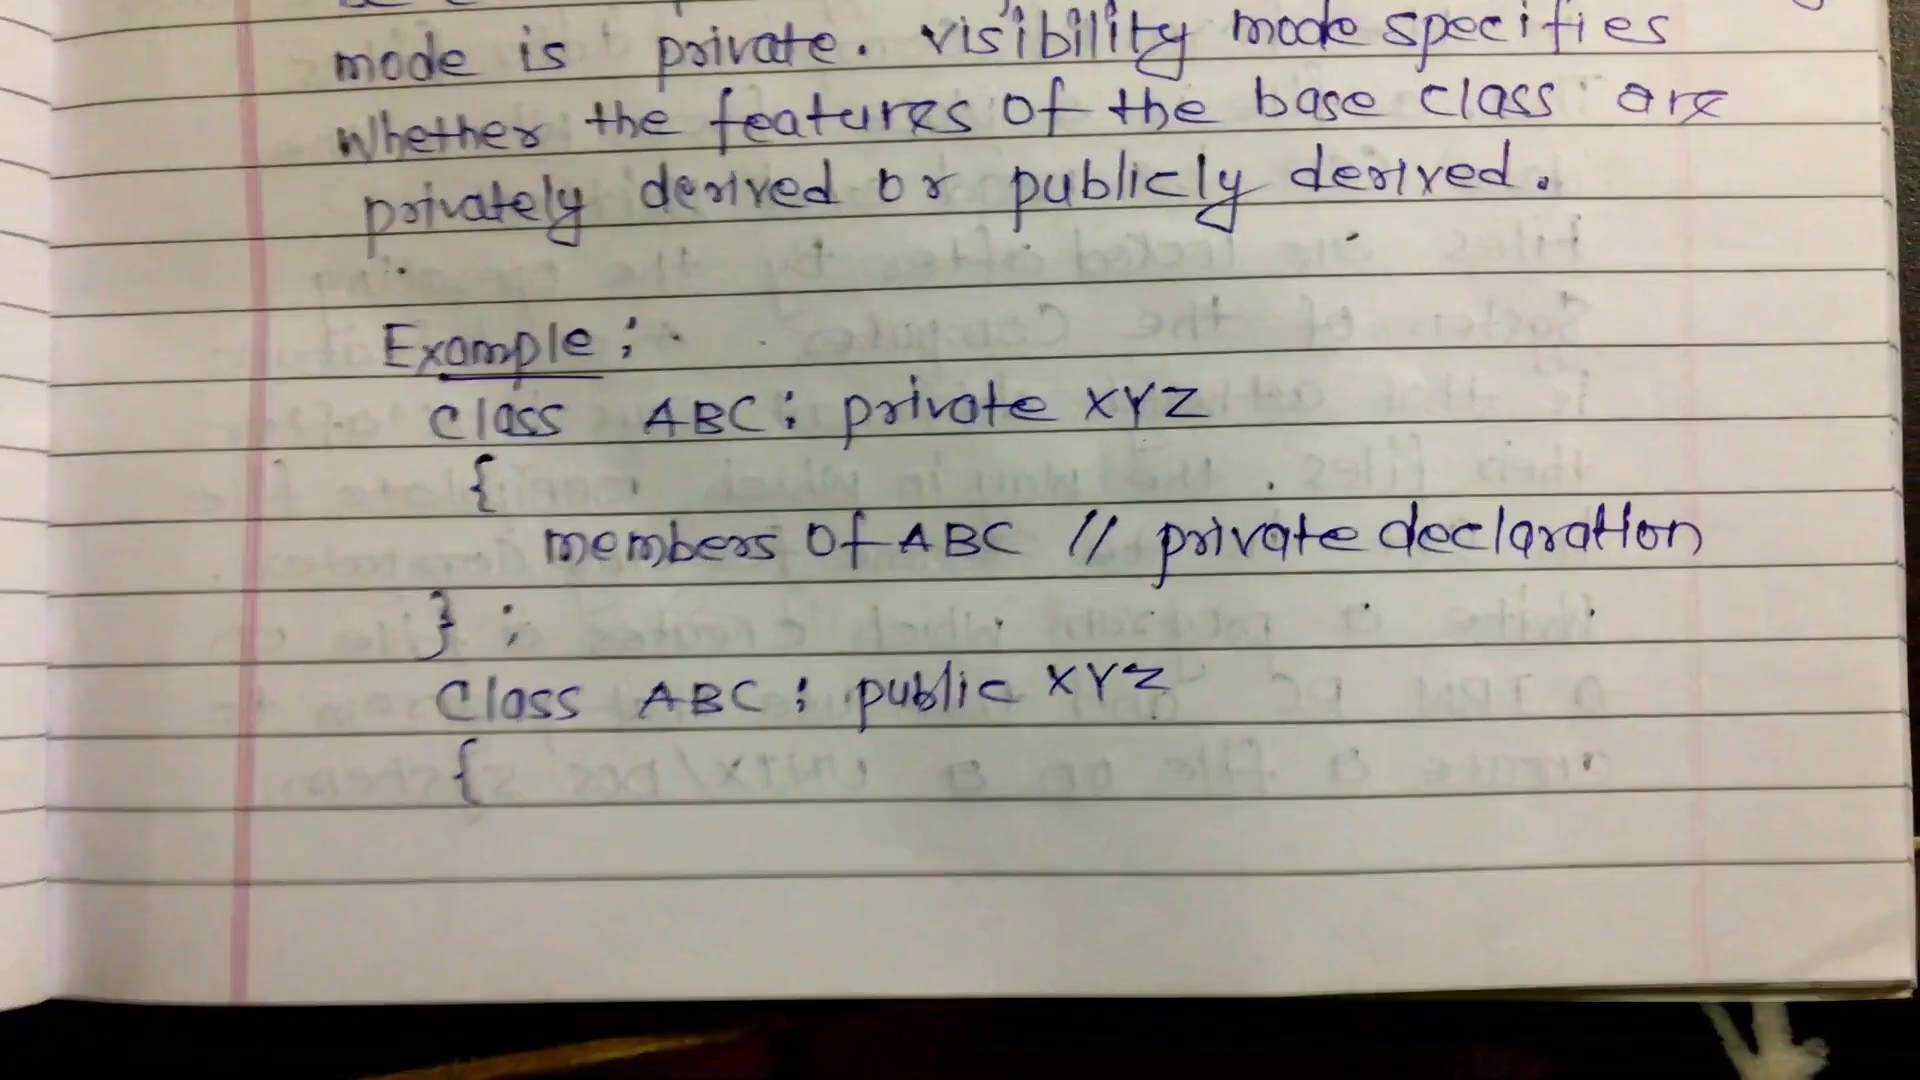 mode is private. visibility mode specifies
whether the features of the base class are
privately derived or publicly derived.
Example :
class ABC : private XYZ
{
members of ABC // private declaration
} ;
Class ABC : public XYZ
{